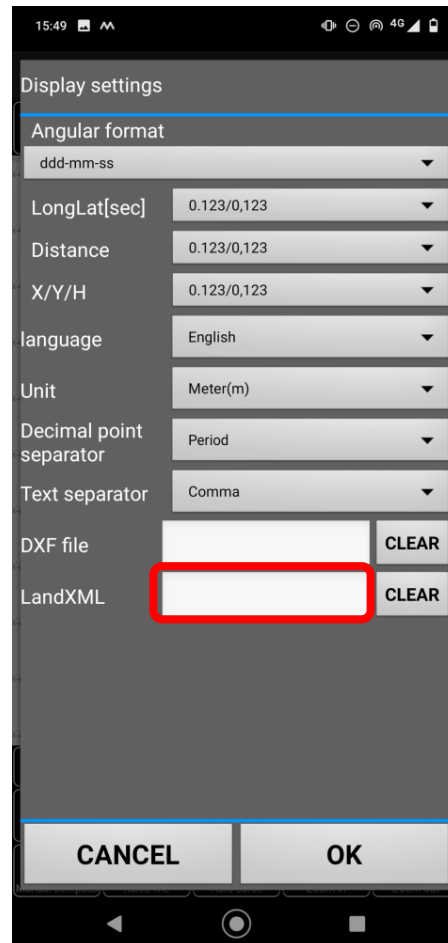 15:49
4G
Display settings
Angular format
ddd-mm-ss
LongLat[sec] 0.123/0,123
Distance 0.123/0,123
X/Y/H 0.123/0,123
language English
Unit Meter(m)
Decimal point
separator
Period
Text separator Comma
DXF file CLEAR
LandXML CLEAR
CANCEL OK